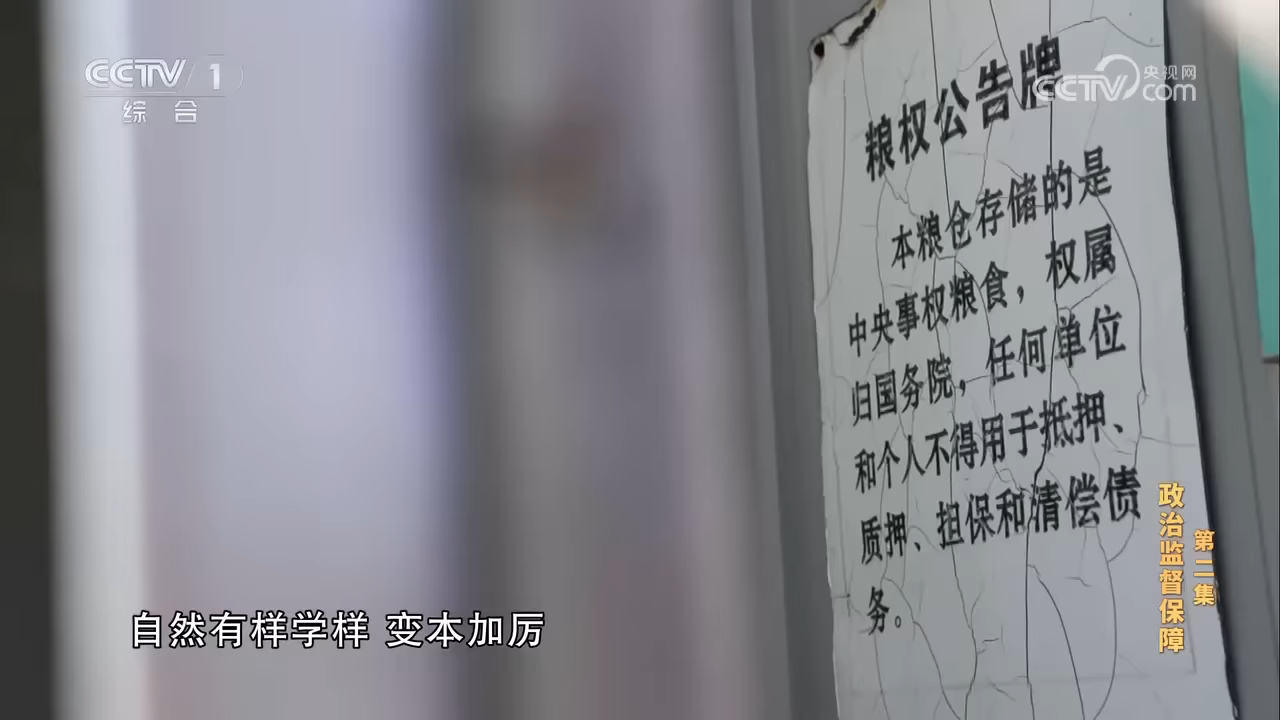 CCTV 1
综合
央视网
CCTV.com
粮权公告牌
本粮仓存储的是
中央事权粮食，权属
归国务院，任何单位
和个人不得用于抵押、
质押、担保和清偿债
务。
第二集
政治监督保障
自然有样学样 变本加厉